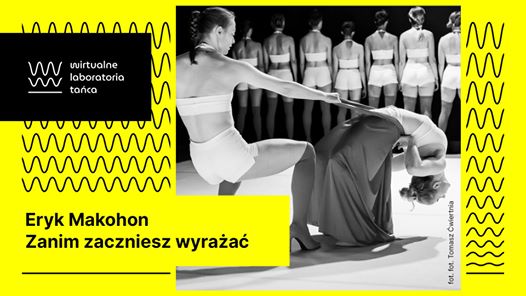 wirtualne
laboratoria
tańca
Eryk Makohon
Zanim zaczniesz wyrażać
fot. fot. Tomasz Ćwiertnia